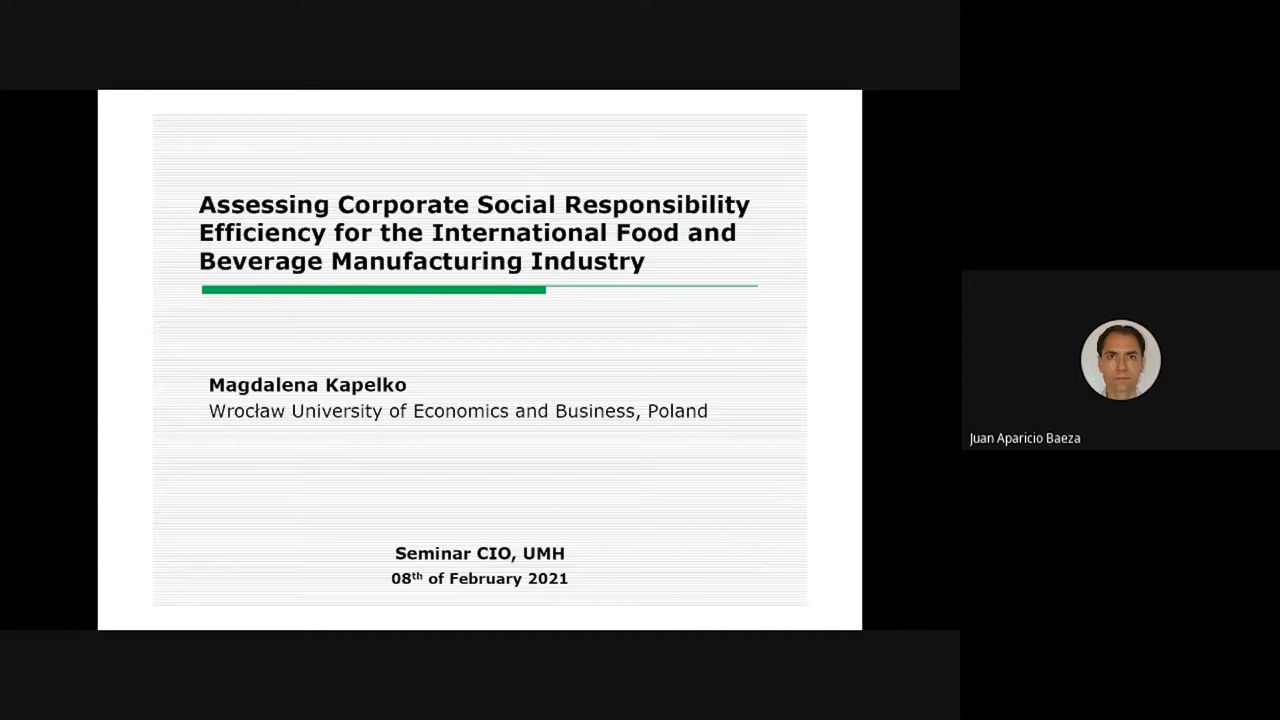 Assessing Corporate Social Responsibility
Efficiency for the International Food and
Beverage Manufacturing Industry
Magdalena Kapelko
Wrocław University of Economics and Business, Poland
Seminar CIO, UMH
08th of February 2021
Juan Aparicio Baeza